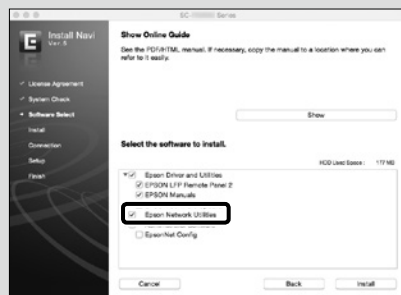 SC- Series
Install Navi
Ver. 5
License Agreement
System Check
Software Select
Install
Connection
Setup
Finish
Show Online Guide
See the PDF/HTML manual. If necessary, copy the manual to a location where you can
refer to it easily.
Show
Select the software to install.
HDD Used Space : 177 MB
Epson Driver and Utilities
EPSON LFP Remote Panel 2
EPSON Manuals
Epson Network Utilities
EpsonNet Config
Cancel
Back
Install